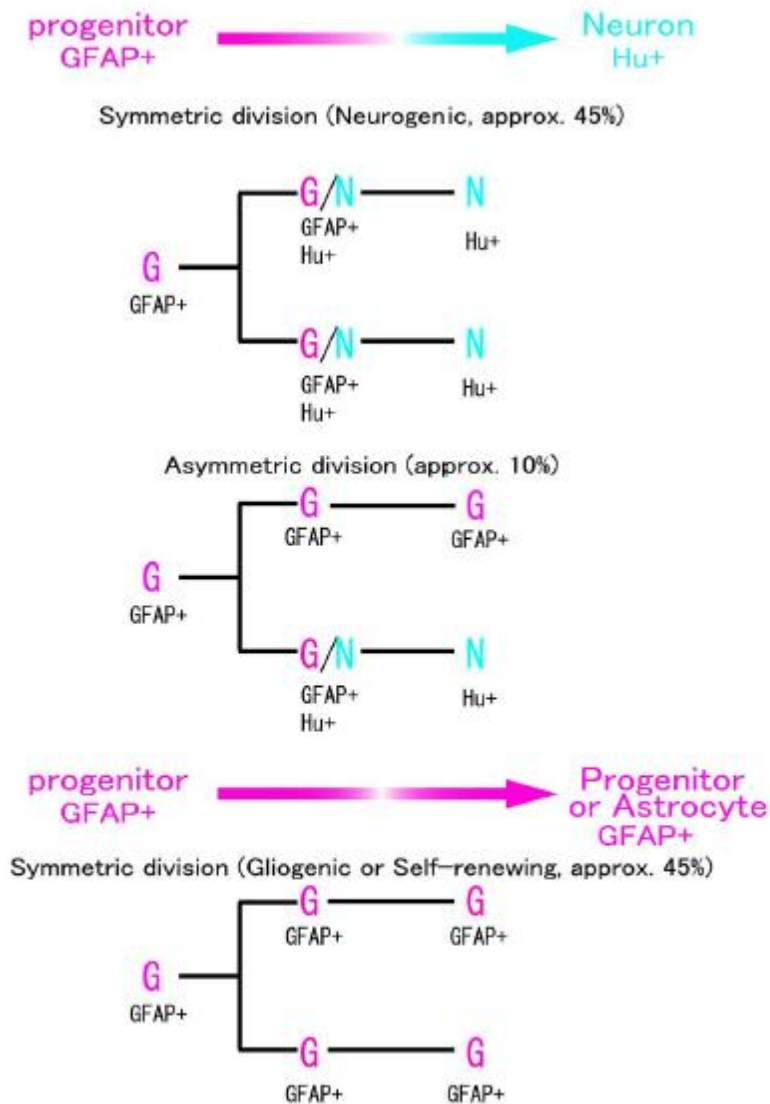 progenitor
GFAP+
Neuron
Hu+
Symmetric division (Neurogenic, approx. 45%)
G/N
N
GFAP+
Hu+
Hu+
G
GFAP+
G/N
N
GFAP+
Hu+
Hu+
Asymmetric division (approx. 10%)
G
G
GFAP+
GFAP+
G
GFAP+
G/N
N
GFAP+
Hu+
Hu+
progenitor
GFAP+
Progenitor
or Astrocyte
GFAP+
Symmetric division (Gliogenic or Self-renewing, approx. 45%)
G
G
GFAP+
GFAP+
G
GFAP+
G
G
GFAP+
GFAP+